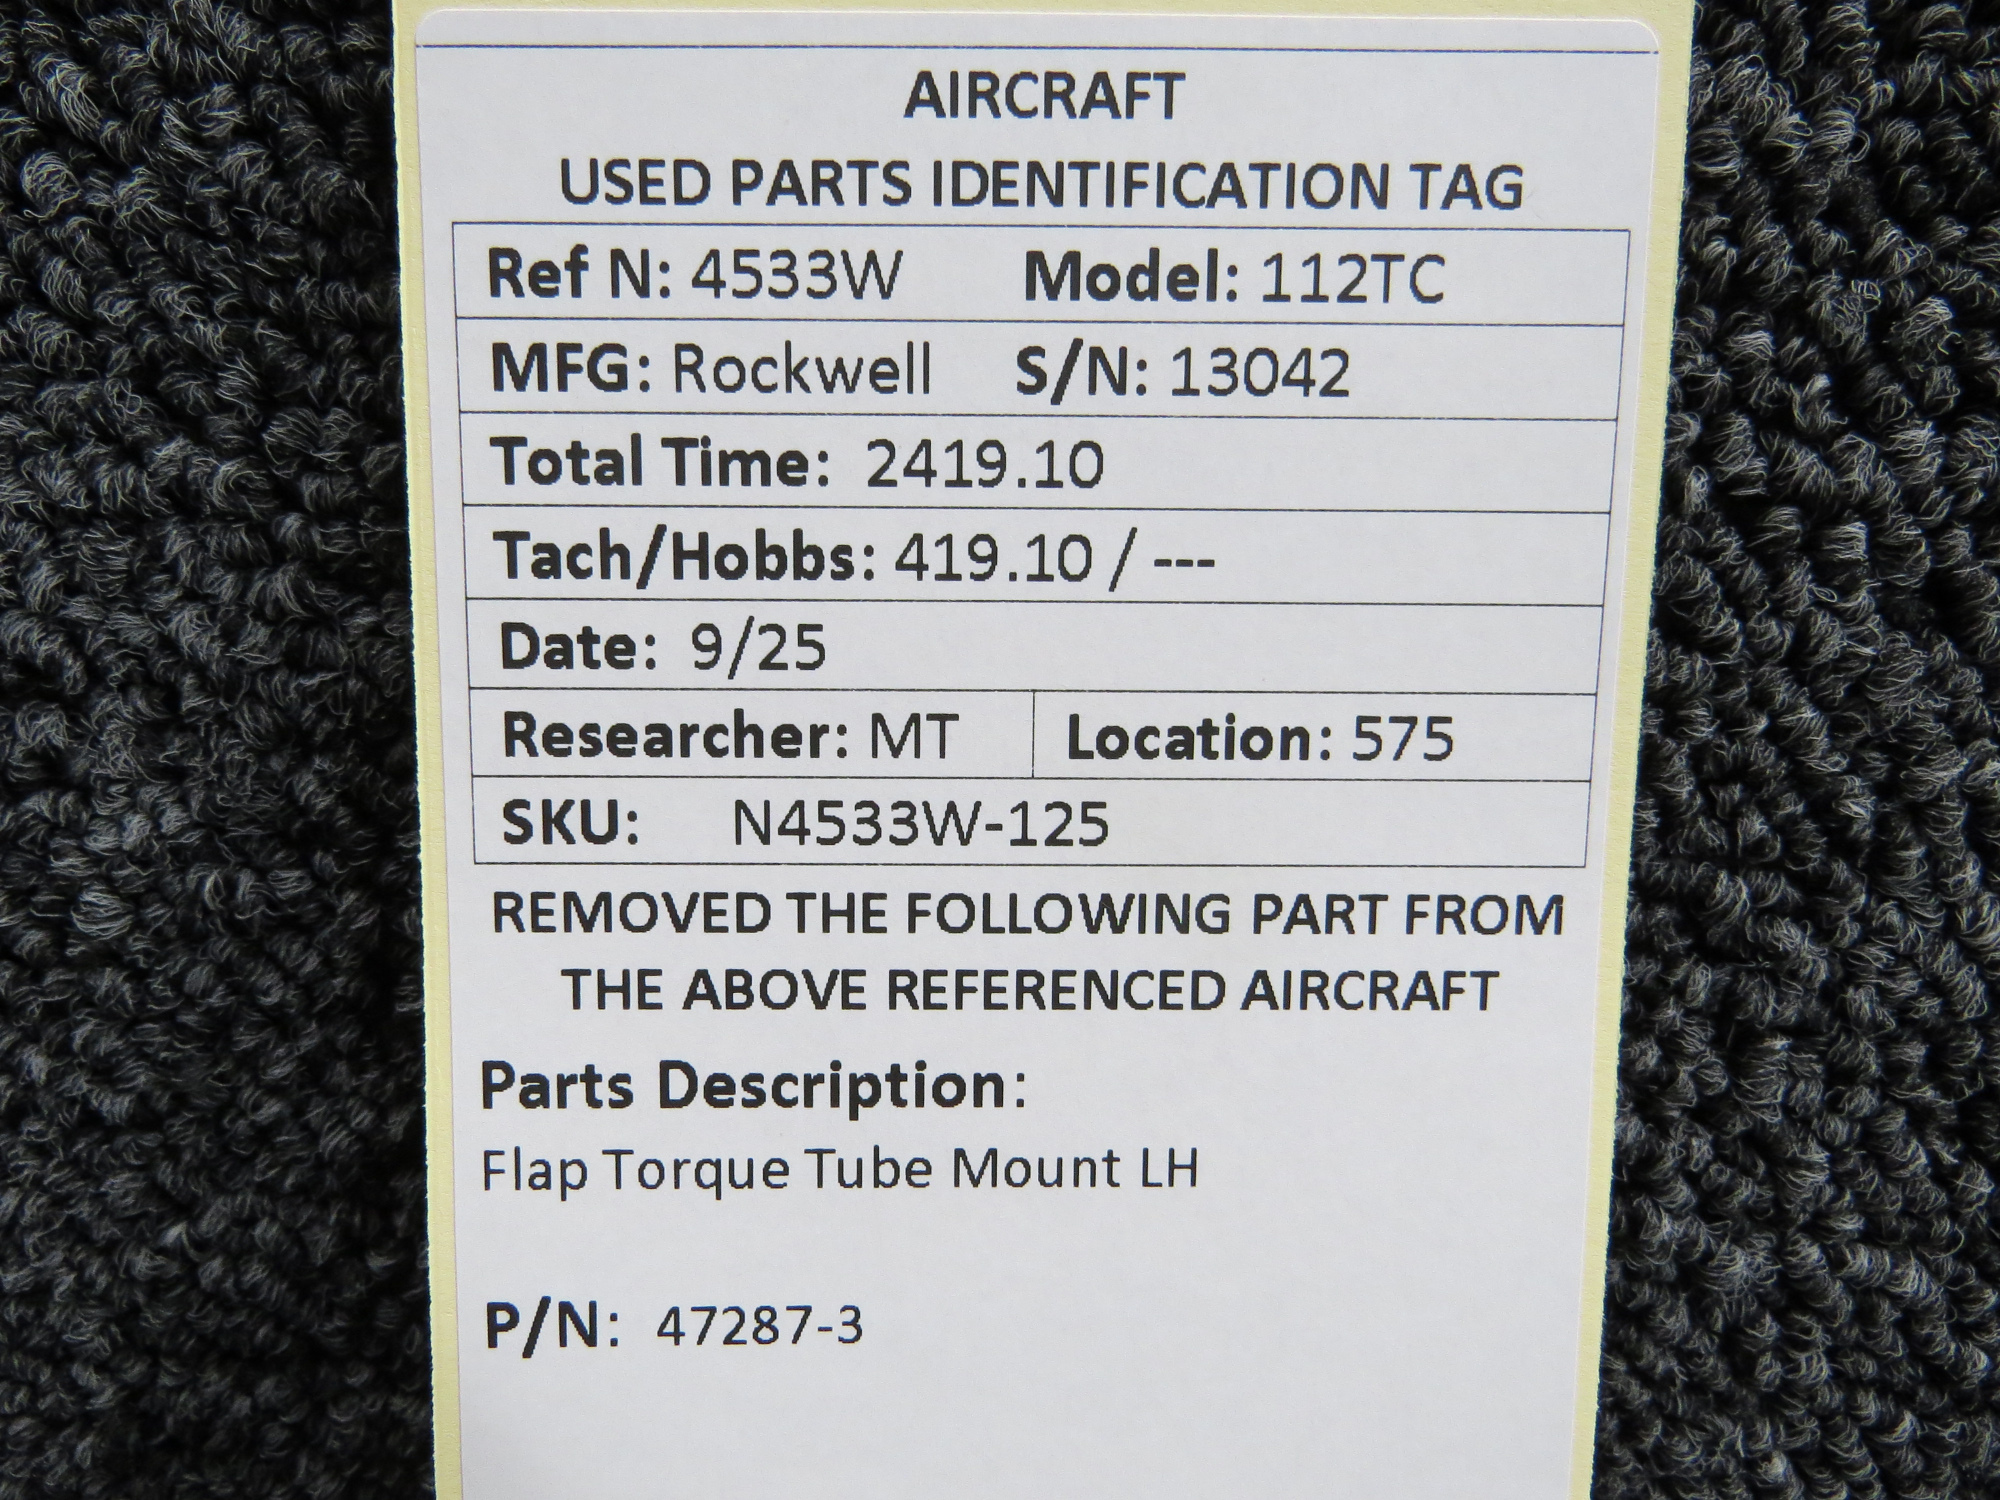 AIRCRAFT
USED PARTS IDENTIFICATION TAG
Ref N: 4533W Model: 112TC
MFG: Rockwell S/N: 13042
Total Time: 2419.10
Tach/Hobbs: 419.10 / ---
Date: 9/25
Researcher: MT Location: 575
SKU: N4533W-125
REMOVED THE FOLLOWING PART FROM
THE ABOVE REFERENCED AIRCRAFT
Parts Description:
Flap Torque Tube Mount LH
P/N: 47287-3